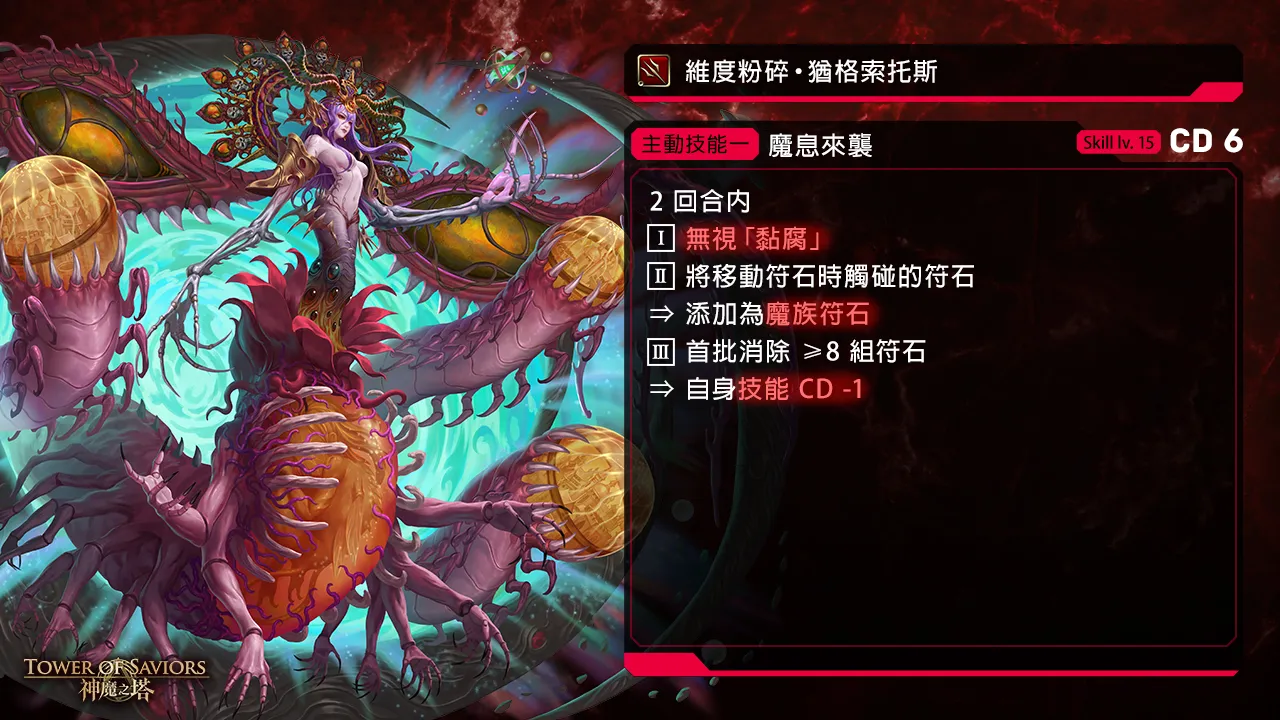 維度粉碎‧猶格索托斯
主動技能一 魔息來襲 Skill lv. 15 CD 6
2 回合內
I 無視「黏腐」
II 將移動符石時觸碰的符石
⇒ 添加為魔族符石
III 首批消除 ≥8 組符石
⇒ 自身技能 CD -1
TOWER OF SAVIORS
神魔之塔